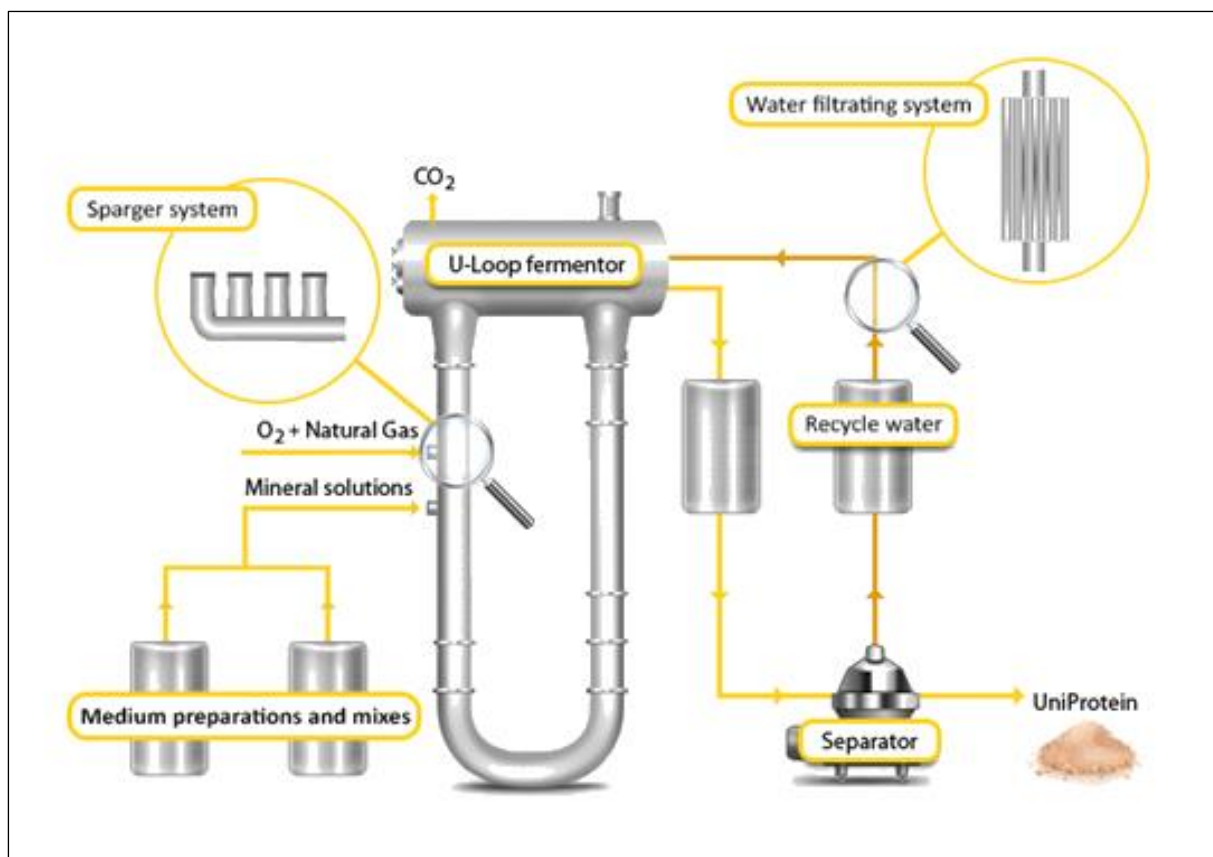 Water filtrating system
CO₂
Sparger system
U-Loop fermentor
O₂ + Natural Gas
Recycle water
Mineral solutions
Medium preparations and mixes
UniProtein
Separator